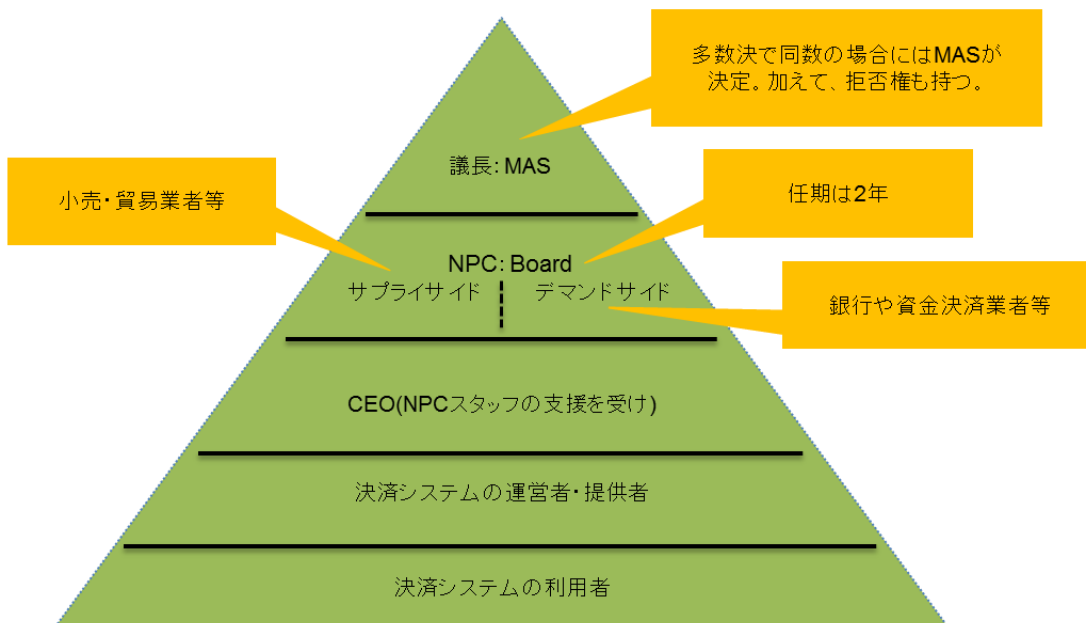 多数決で同数の場合にはMASが
決定。加えて、拒否権も持つ。
議長：MAS
小売・貿易業者等
任期は2年
NPC：Board
サプライサイド
デマンドサイド
銀行や資金決済業者等
CEO(NPCスタッフの支援を受け)
決済システムの運営者・提供者
決済システムの利用者